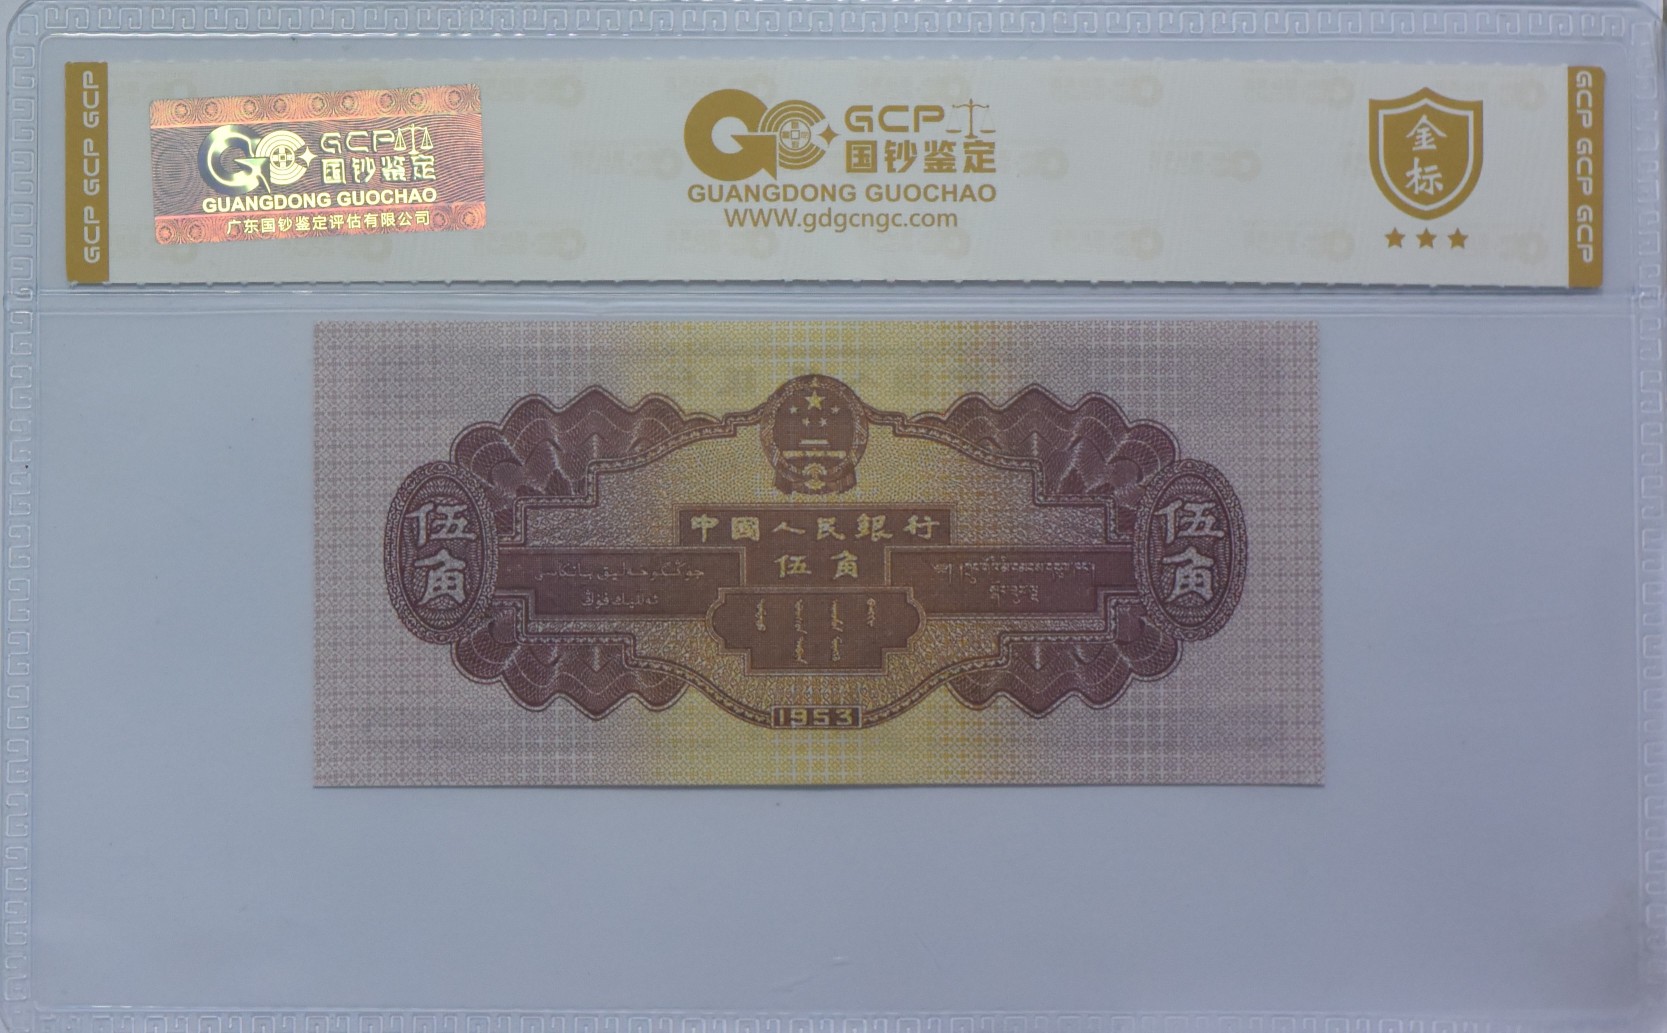 GCP GCP GCP
GCP
国钞鉴定
GUANGDONG GUOCHAO
广东国钞鉴定评估有限公司
GCP
国钞鉴定
GUANGDONG GUOCHAO
WWW.gdgcngc.com
金
标
GCP GCP GCP
中國人民銀行
伍角
伍
角
伍
角
1953